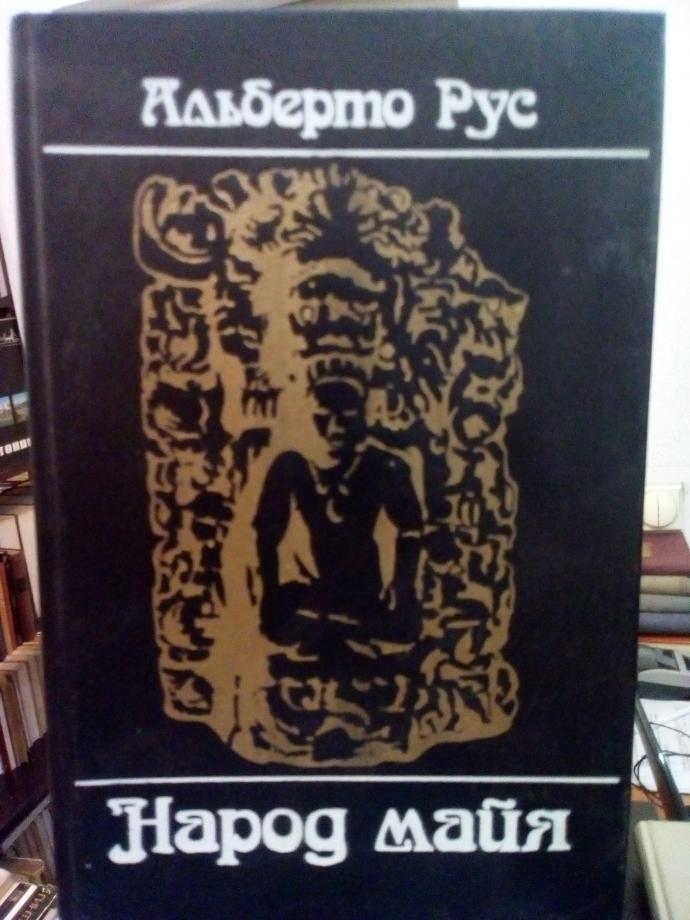 Альберто Рус
Народ майя